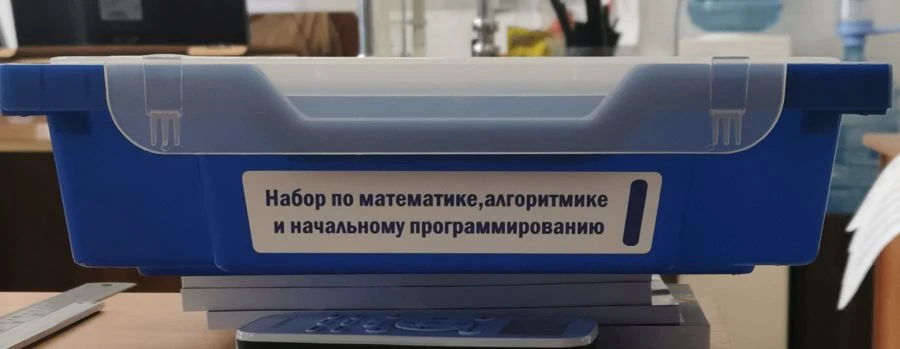 Набор по математике,алгоритмике
и начальному программированию